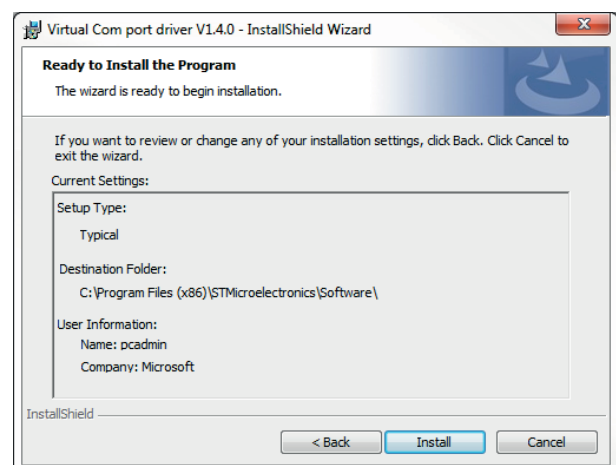 Virtual Com port driver V1.4.0 - InstallShield Wizard
Ready to Install the Program
The wizard is ready to begin installation.
If you want to review or change any of your installation settings, click Back. Click Cancel to
exit the wizard.
Current Settings:
Setup Type:
Typical
Destination Folder:
C:\Program Files (x86)\STMicroelectronics\Software\
User Information:
Name: pcadmin
Company: Microsoft
InstallShield
< Back
Install
Cancel